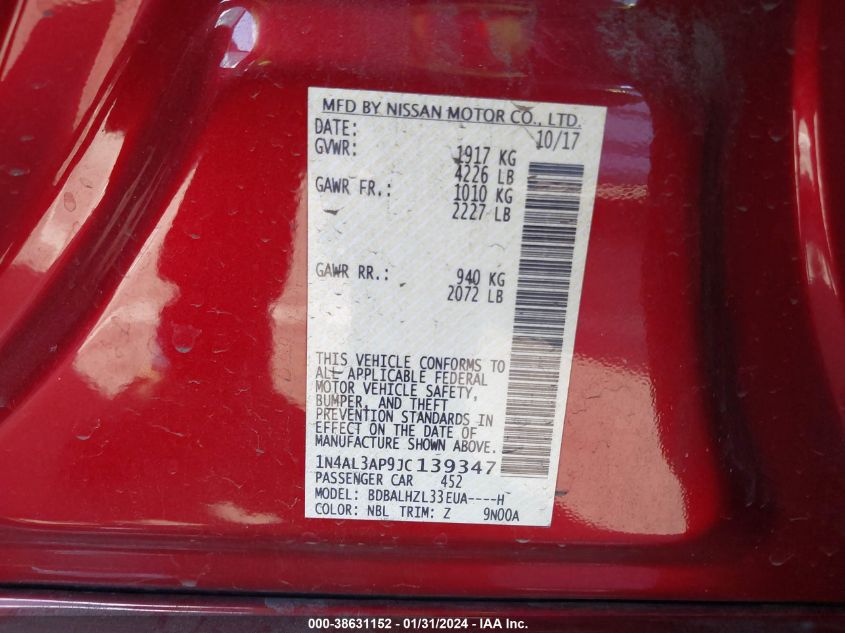 MFD BY NISSAN MOTOR CO., LTD.
DATE: 10/17
GVWR: 1917 KG
4226 LB
GAWR FR.: 1010 KG
2227 LB
GAWR RR.: 940 KG
2072 LB
THIS VEHICLE CONFORMS TO
ALL APPLICABLE FEDERAL
MOTOR VEHICLE SAFETY,
BUMPER, AND THEFT
PREVENTION STANDARDS IN
EFFECT ON THE DATE OF
MANUFACTURE SHOWN ABOVE.
1N4AL3AP9JC139347
PASSENGER CAR 452
MODEL: BDBALHZL33EUA----H
COLOR: NBL TRIM: Z 9N00A
000-38631152 - 01/31/2024 - IAA Inc.